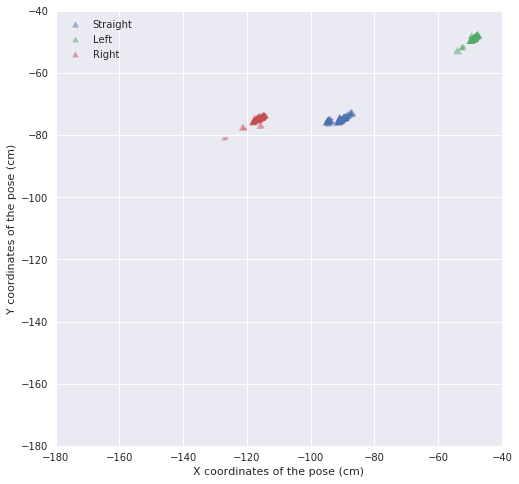 Straight
Left
Right
Y coordinates of the pose (cm)
−40
−60
−80
−100
−120
−140
−160
−180
−180 −160 −140 −120 −100 −80 −60 −40
X coordinates of the pose (cm)